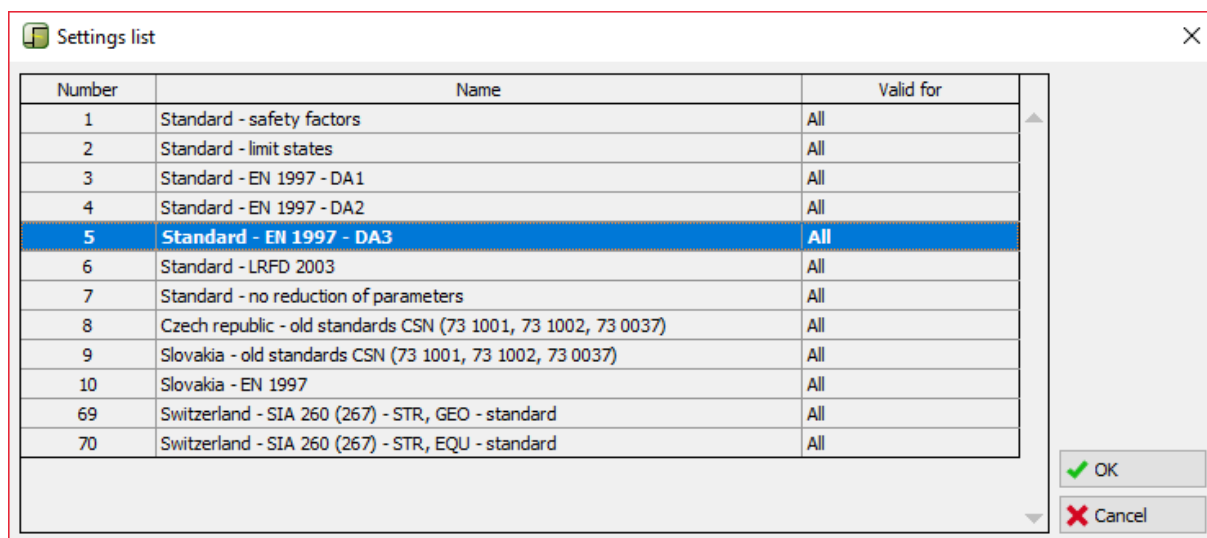 Settings list
Number Name Valid for
1 Standard - safety factors All
2 Standard - limit states All
3 Standard - EN 1997 - DA1 All
4 Standard - EN 1997 - DA2 All
5 Standard - EN 1997 - DA3 All
6 Standard - LRFD 2003 All
7 Standard - no reduction of parameters All
8 Czech republic - old standards CSN (73 1001, 73 1002, 73 0037) All
9 Slovakia - old standards CSN (73 1001, 73 1002, 73 0037) All
10 Slovakia - EN 1997 All
69 Switzerland - SIA 260 (267) - STR, GEO - standard All
70 Switzerland - SIA 260 (267) - STR, EQU - standard All
OK
Cancel